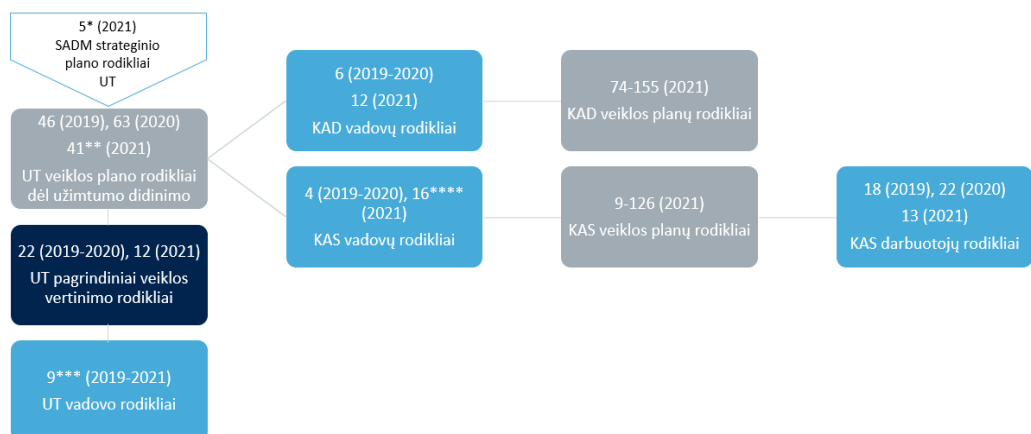 5* (2021)
SADM strateginio
plano rodikliai
UT
46 (2019), 63 (2020)
41** (2021)
UT veiklos plano rodikliai
dėl užimtumo didinimo
22 (2019-2020), 12 (2021)
UT pagrindiniai veiklos
vertinimo rodikliai
9*** (2019-2021)
UT vadovo rodikliai
6 (2019-2020)
12 (2021)
KAD vadovų rodikliai
74-155 (2021)
KAD veiklos planų rodikliai
4 (2019-2020), 16****
(2021)
KAS vadovų rodikliai
9-126 (2021)
KAS veiklos planų rodikliai
18 (2019), 22 (2020)
13 (2021)
KAS darbuotojų rodikliai